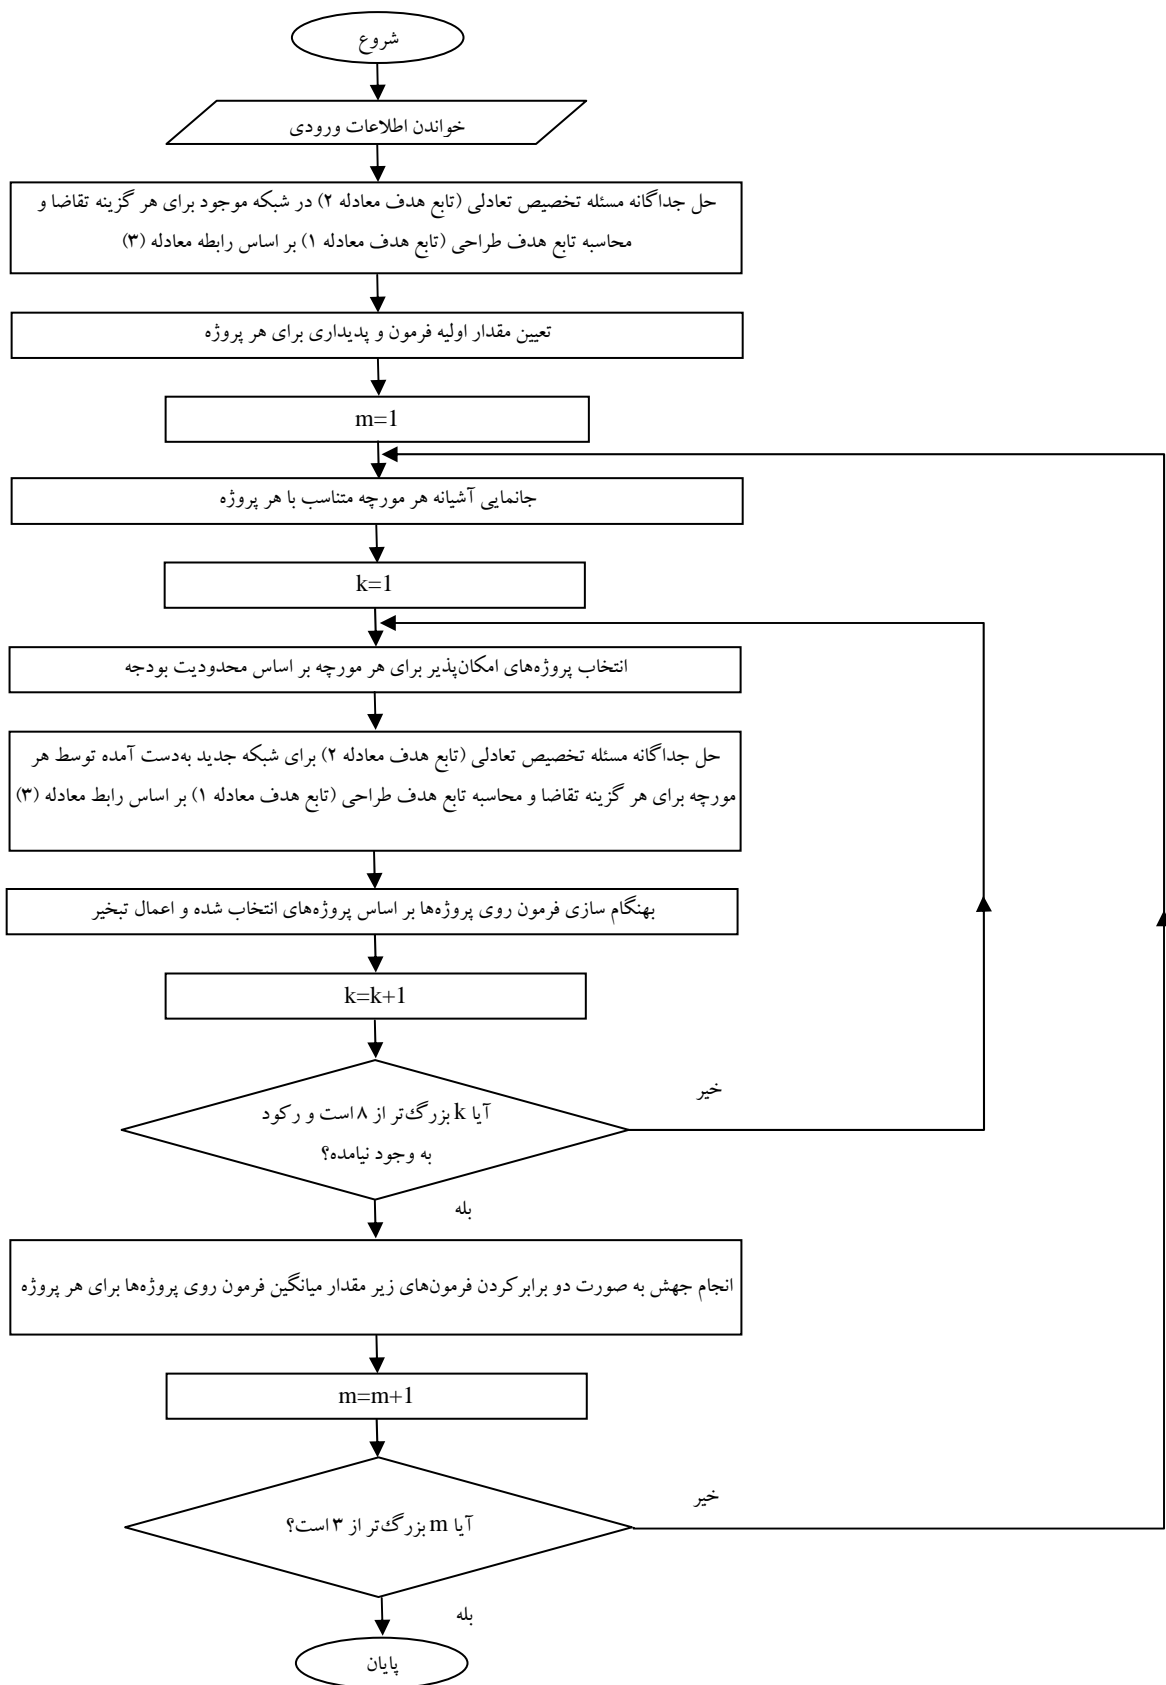 شروع
خواندن اطلاعات ورودی
حل جداگانه مسئله تخصیص تعادلی (تابع هدف معادله ۲) در شبکه موجود برای هر گزینه تقاضا و
محاسبه تابع هدف طراحی (تابع هدف معادله ۱) بر اساس رابطه معادله (۳)
تعیین مقدار اولیه فرمون و پدیداری برای هر پروژه
m=1
جانمایی آشیانه هر مورچه متناسب با هر پروژه
k=1
انتخاب پروژه‌های امکان‌پذیر برای هر مورچه بر اساس محدودیت بودجه
حل جداگانه مسئله تخصیص تعادلی (تابع هدف معادله ۲) برای شبکه جدید به‌دست آمده توسط هر
مورچه برای هر گزینه تقاضا و محاسبه تابع هدف طراحی (تابع هدف معادله ۱) بر اساس رابط معادله (۳)
بهنگام سازی فرمون روی پروژه‌ها بر اساس پروژه‌های انتخاب شده و اعمال تبخیر
k=k+1
آیا k بزرگ‌تر از ۸ است و رکود
به وجود نیامده؟
خیر
بله
انجام جهش به صورت دو برابر کردن فرمون‌های زیر مقدار میانگین فرمون روی پروژه‌ها برای هر پروژه
m=m+1
آیا m بزرگ‌تر از ۳ است؟
خیر
بله
پایان